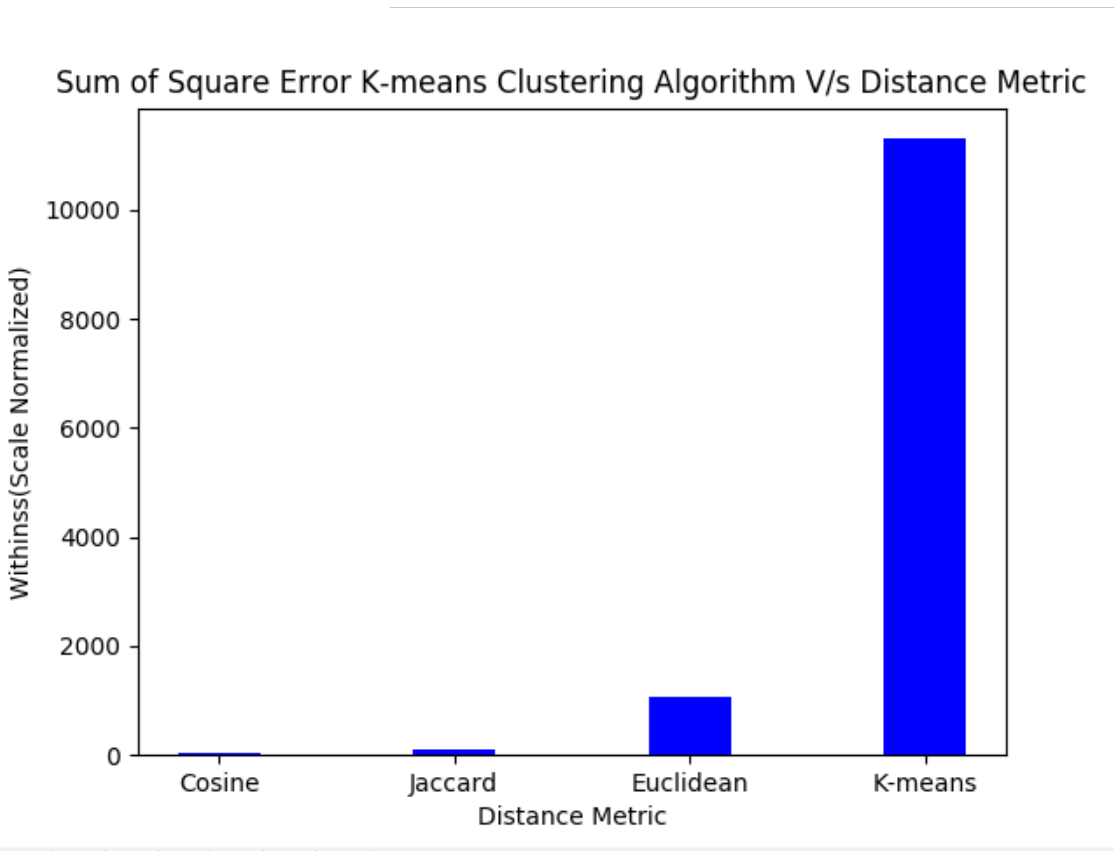 Sum of Square Error K-means Clustering Algorithm V/s Distance Metric
Withinss(Scale Normalized)
10000
8000
6000
4000
2000
0
Cosine Jaccard Euclidean K-means
Distance Metric